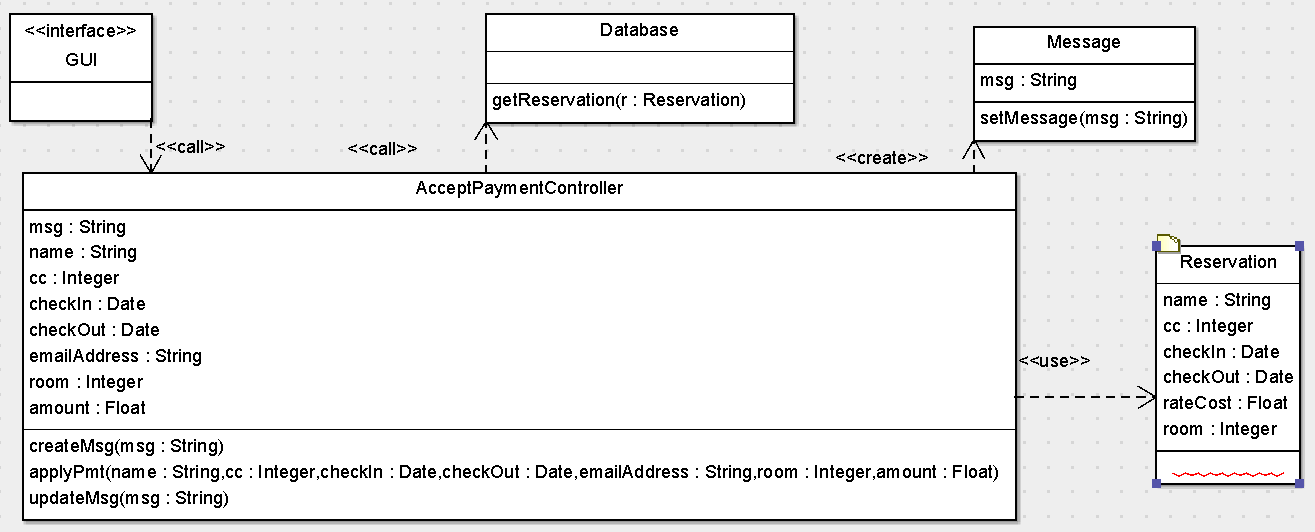 <<interface>>
GUI
Database
getReservation(r : Reservation)
Message
msg : String
setMessage(msg : String)
<<call>>
<<call>>
<<create>>
AcceptPaymentController
msg : String
name : String
cc : Integer
checkIn : Date
checkOut : Date
emailAddress : String
room : Integer
amount : Float
createMsg(msg : String)
applyPmt(name : String,cc : Integer,checkIn : Date,checkOut : Date,emailAddress : String,room : Integer,amount : Float)
updateMsg(msg : String)
<<use>>
Reservation
name : String
cc : Integer
checkIn : Date
checkOut : Date
rateCost : Float
room : Integer